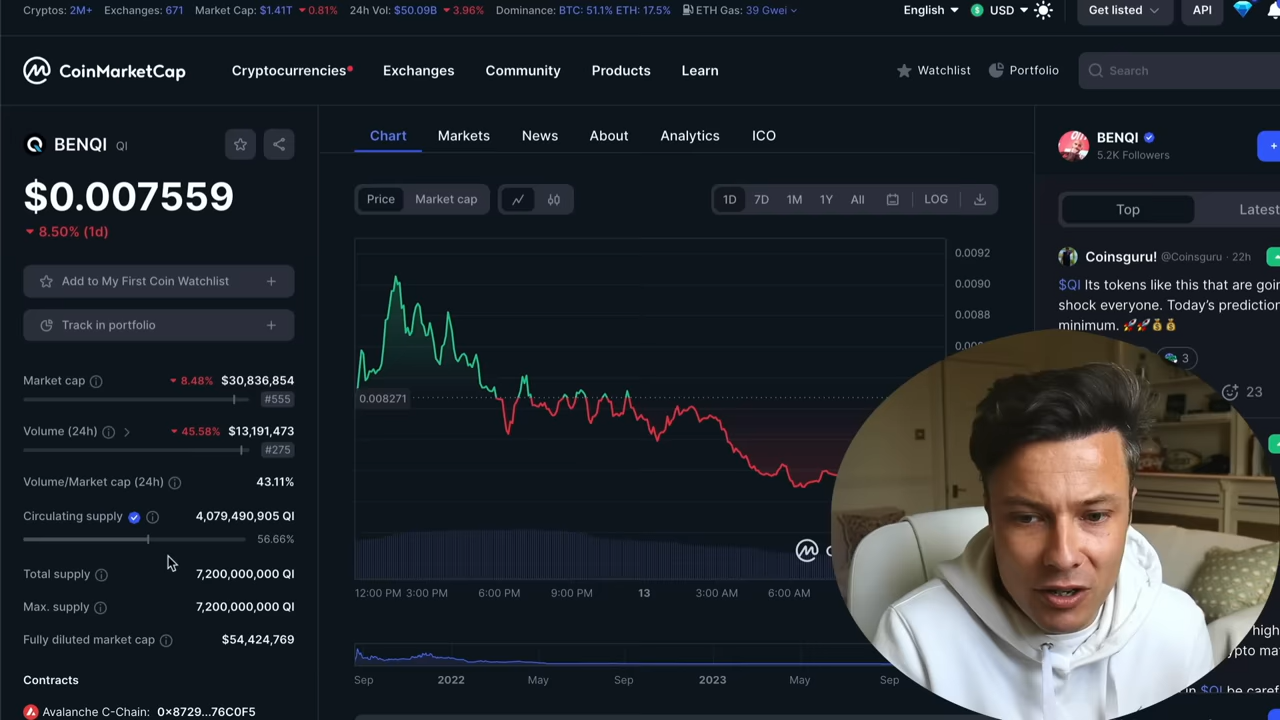 Cryptos: 2M+ Exchanges: 671 Market Cap: $1.41T 0.81% 24h Vol: $50.09B 3.96% Dominance: BTC: 51.1% ETH: 17.5% ETH Gas: 39 Gwei English USD Get listed API
CoinMarketCap Cryptocurrencies Exchanges Community Products Learn Watchlist Portfolio Search
BENQI QI
$0.007559
8.50% (1d)
Add to My First Coin Watchlist +
Track in portfolio +
Market cap 8.48% $30,836,854
#555
Volume (24h) 45.58% $13,191,473
#275
Volume/Market cap (24h) 43.11%
Circulating supply 4,079,490,905 QI
56.66%
Total supply 7,200,000,000 QI
Max. supply 7,200,000,000 QI
Fully diluted market cap $54,424,769
Contracts
Avalanche C-Chain: 0x8729...76C0F5
Chart Markets News About Analytics ICO
Price Market cap 1D 7D 1M 1Y All LOG
0.0092
0.0090
0.0088
0.008271
12:00 PM 3:00 PM 6:00 PM 9:00 PM 13 3:00 AM 6:00 AM
Sep 2022 May Sep 2023 May Sep
BENQI
5.2K Followers
+
Top Latest
Coinsguru! @Coinsguru · 22h
$QI Its tokens like this that are goin
shock everyone. Today's prediction
minimum. 🚀🚀💰💰
3
23
high
in $QI be caref